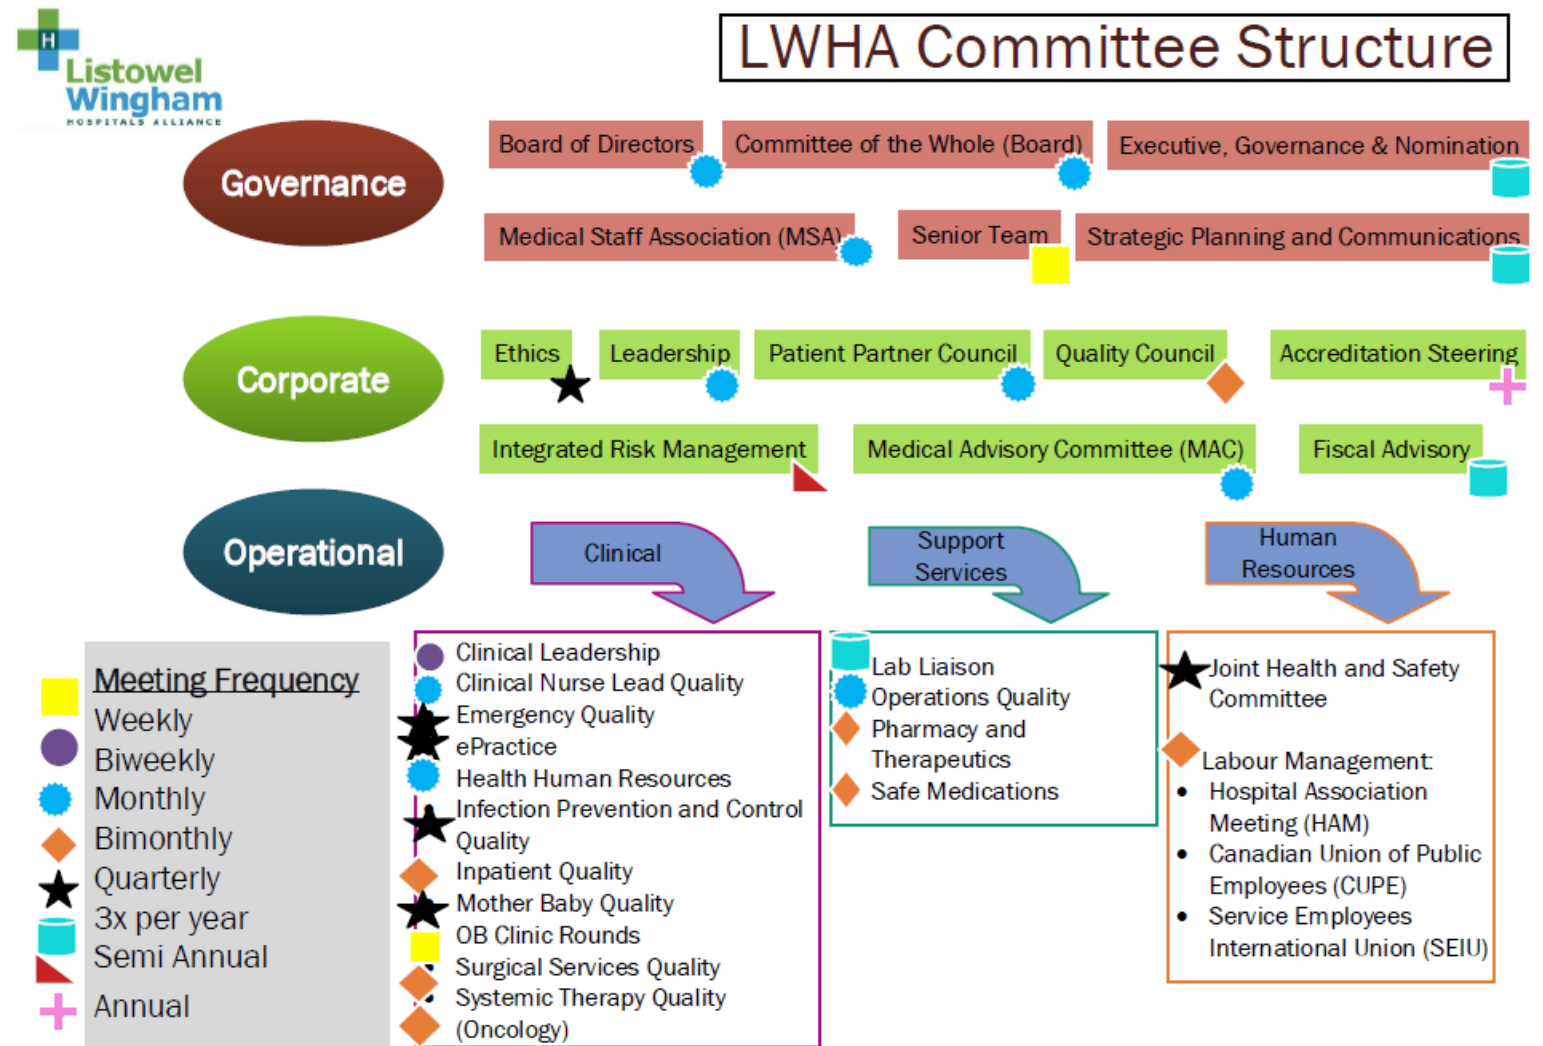 LWHA Committee Structure
H
Listowel
Wingham
HOSPITALS ALLIANCE
Governance
Board of Directors
Committee of the Whole (Board)
Executive, Governance & Nomination
Medical Staff Association (MSA)
Senior Team
Strategic Planning and Communications
Corporate
Ethics
Leadership
Patient Partner Council
Quality Council
Accreditation Steering
Integrated Risk Management
Medical Advisory Committee (MAC)
Fiscal Advisory
Operational
Clinical
Support
Services
Human
Resources
Meeting Frequency
Weekly
Biweekly
Monthly
Bimonthly
Quarterly
3x per year
Semi Annual
Annual
Clinical Leadership
Clinical Nurse Lead Quality
Emergency Quality
ePractice
Health Human Resources
Infection Prevention and Control
Quality
Inpatient Quality
Mother Baby Quality
OB Clinic Rounds
Surgical Services Quality
Systemic Therapy Quality
(Oncology)
Lab Liaison
Operations Quality
Pharmacy and
Therapeutics
Safe Medications
Joint Health and Safety
Committee
Labour Management:
• Hospital Association
Meeting (HAM)
• Canadian Union of Public
Employees (CUPE)
• Service Employees
International Union (SEIU)